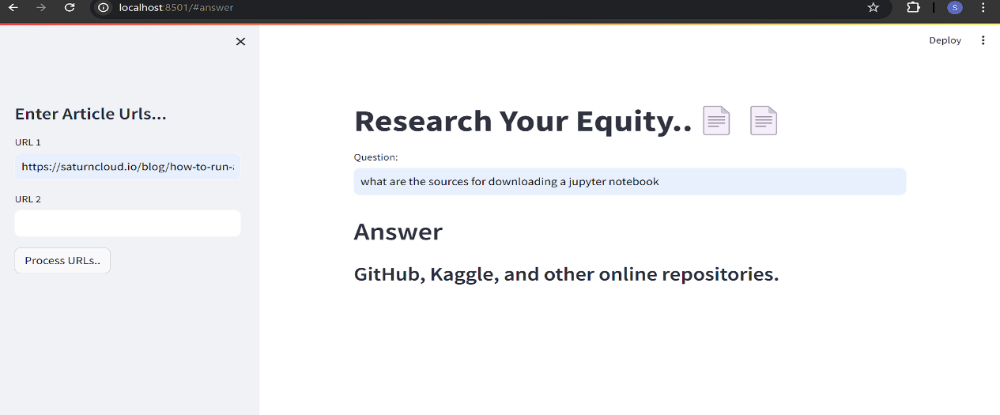 localhost:8501/#answer
S
Deploy
Enter Article Urls...
URL 1
https://saturncloud.io/blog/how-to-run-
URL 2
Process URLs..
Research Your Equity..
Question:
what are the sources for downloading a jupyter notebook
Answer
GitHub, Kaggle, and other online repositories.